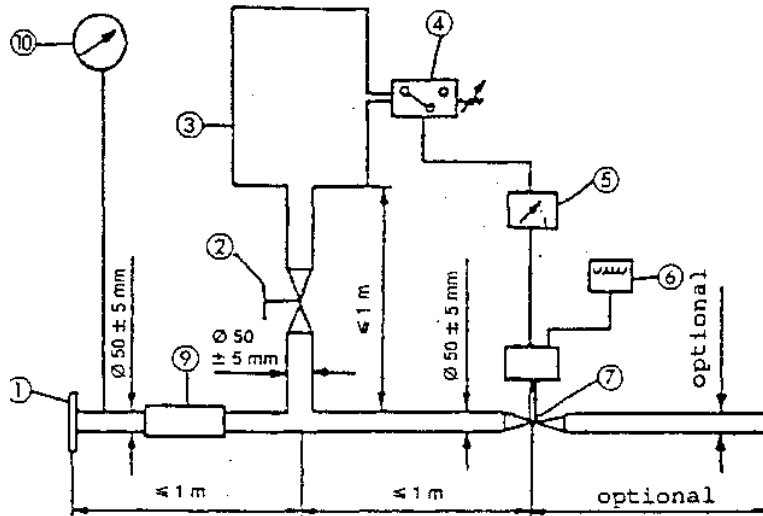 ⑩
④
③
⑤
②
⑥
Ø 50 ± 5 mm
Ø 50
± 5 mm
≤ 1 m
Ø 50 ± 5 mm
optional
①
⑨
⑦
≤ 1 m
≤ 1 m
optional